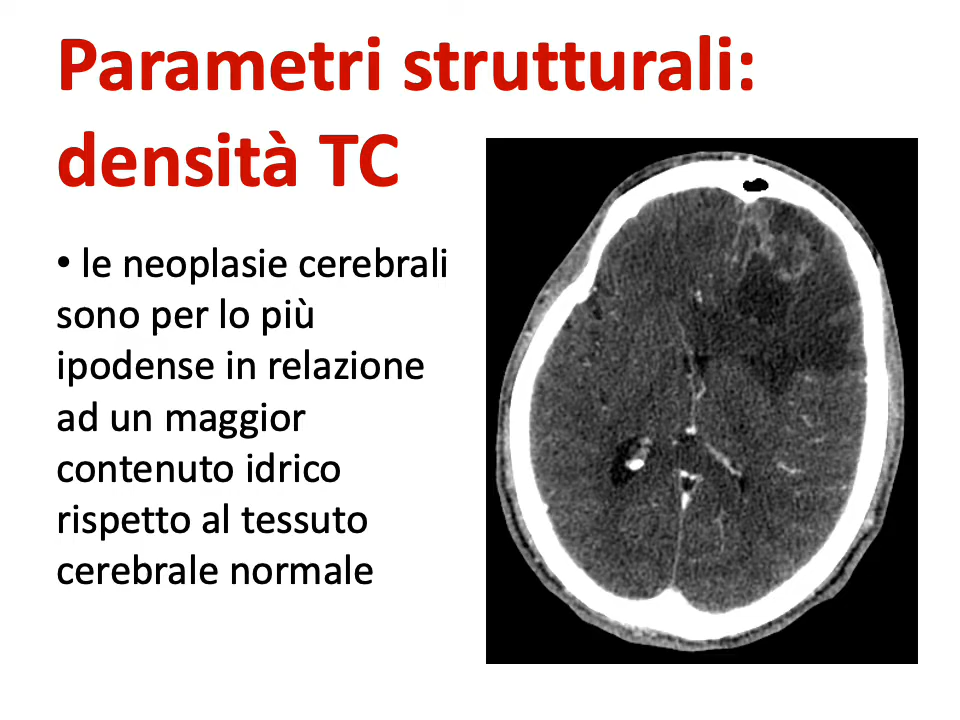 Parametri strutturali:
densità TC
• le neoplasie cerebrali
sono per lo più
ipodense in relazione
ad un maggior
contenuto idrico
rispetto al tessuto
cerebrale normale